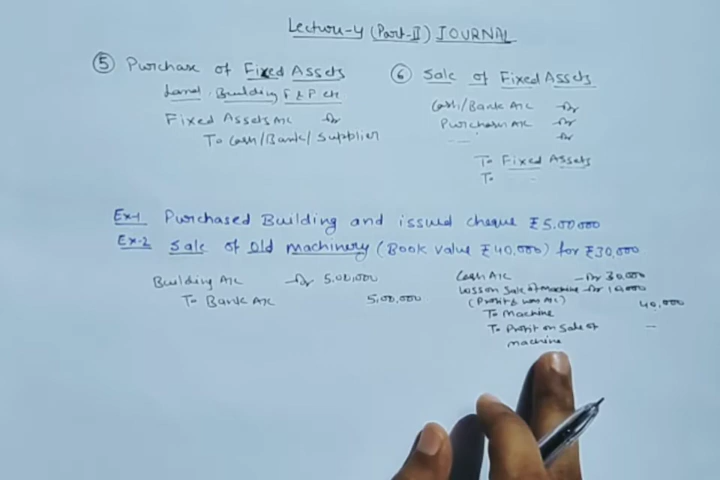 Lecture-4 (Part-II) JOURNAL
⑤ Purchase of Fixed Assets
Land, Building F & F etc
Fixed Assets A/c Dr
To Cash/Bank/Supplier
⑥ Sale of Fixed Assets
Cash/Bank A/c Dr
Purchaser A/c Dr
---- Dr
To Fixed Assets
To --
Ex-1 Purchased Building and issued cheque ₹5,00,000
Ex-2 Sale of Old machinery (Book value ₹40,000) for ₹30,000
Building A/c Dr 5,00,000
To Bank A/c 5,00,000
Cash A/c Dr 30,000
Loss on Sale of Machine Dr 10,000
(Profit & Loss A/c) 40,000
To Machine
To Profit on Sale of --
machine